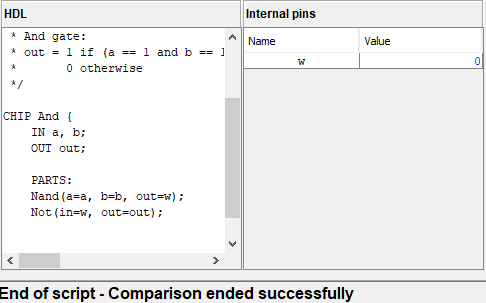 HDL
* And gate:
* out = 1 if (a == 1 and b == 1
*       0 otherwise
*/
CHIP And {
    IN a, b;
    OUT out;
    PARTS:
    Nand(a=a, b=b, out=w);
    Not(in=w, out=out);
Internal pins
Name Value
w 0
End of script - Comparison ended successfully